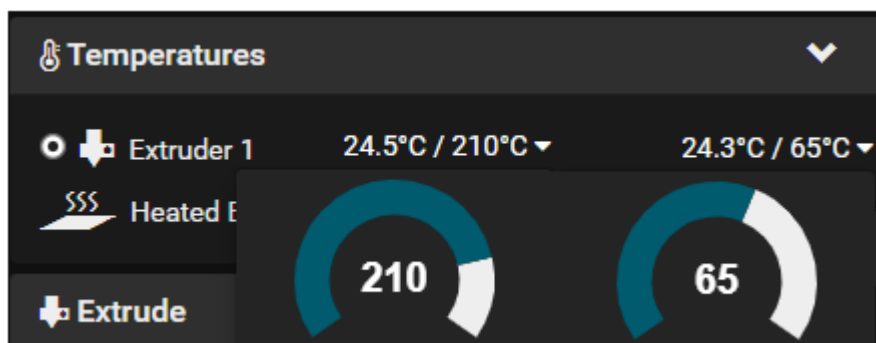 Temperatures
Extruder 1 24.5°C / 210°C 24.3°C / 65°C
Heated
210 65
Extrude